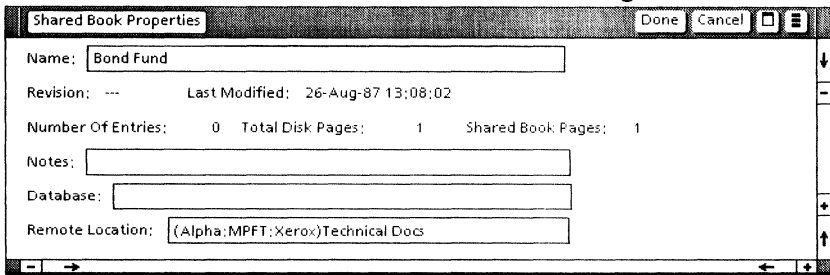 Shared Book Properties Done Cancel
Name: Bond Fund
Revision: --- Last Modified: 26-Aug-87 13:08:02
Number Of Entries: 0 Total Disk Pages: 1 Shared Book Pages: 1
Notes:
Database:
Remote Location: (Alpha:MPFT:Xerox)Technical Docs